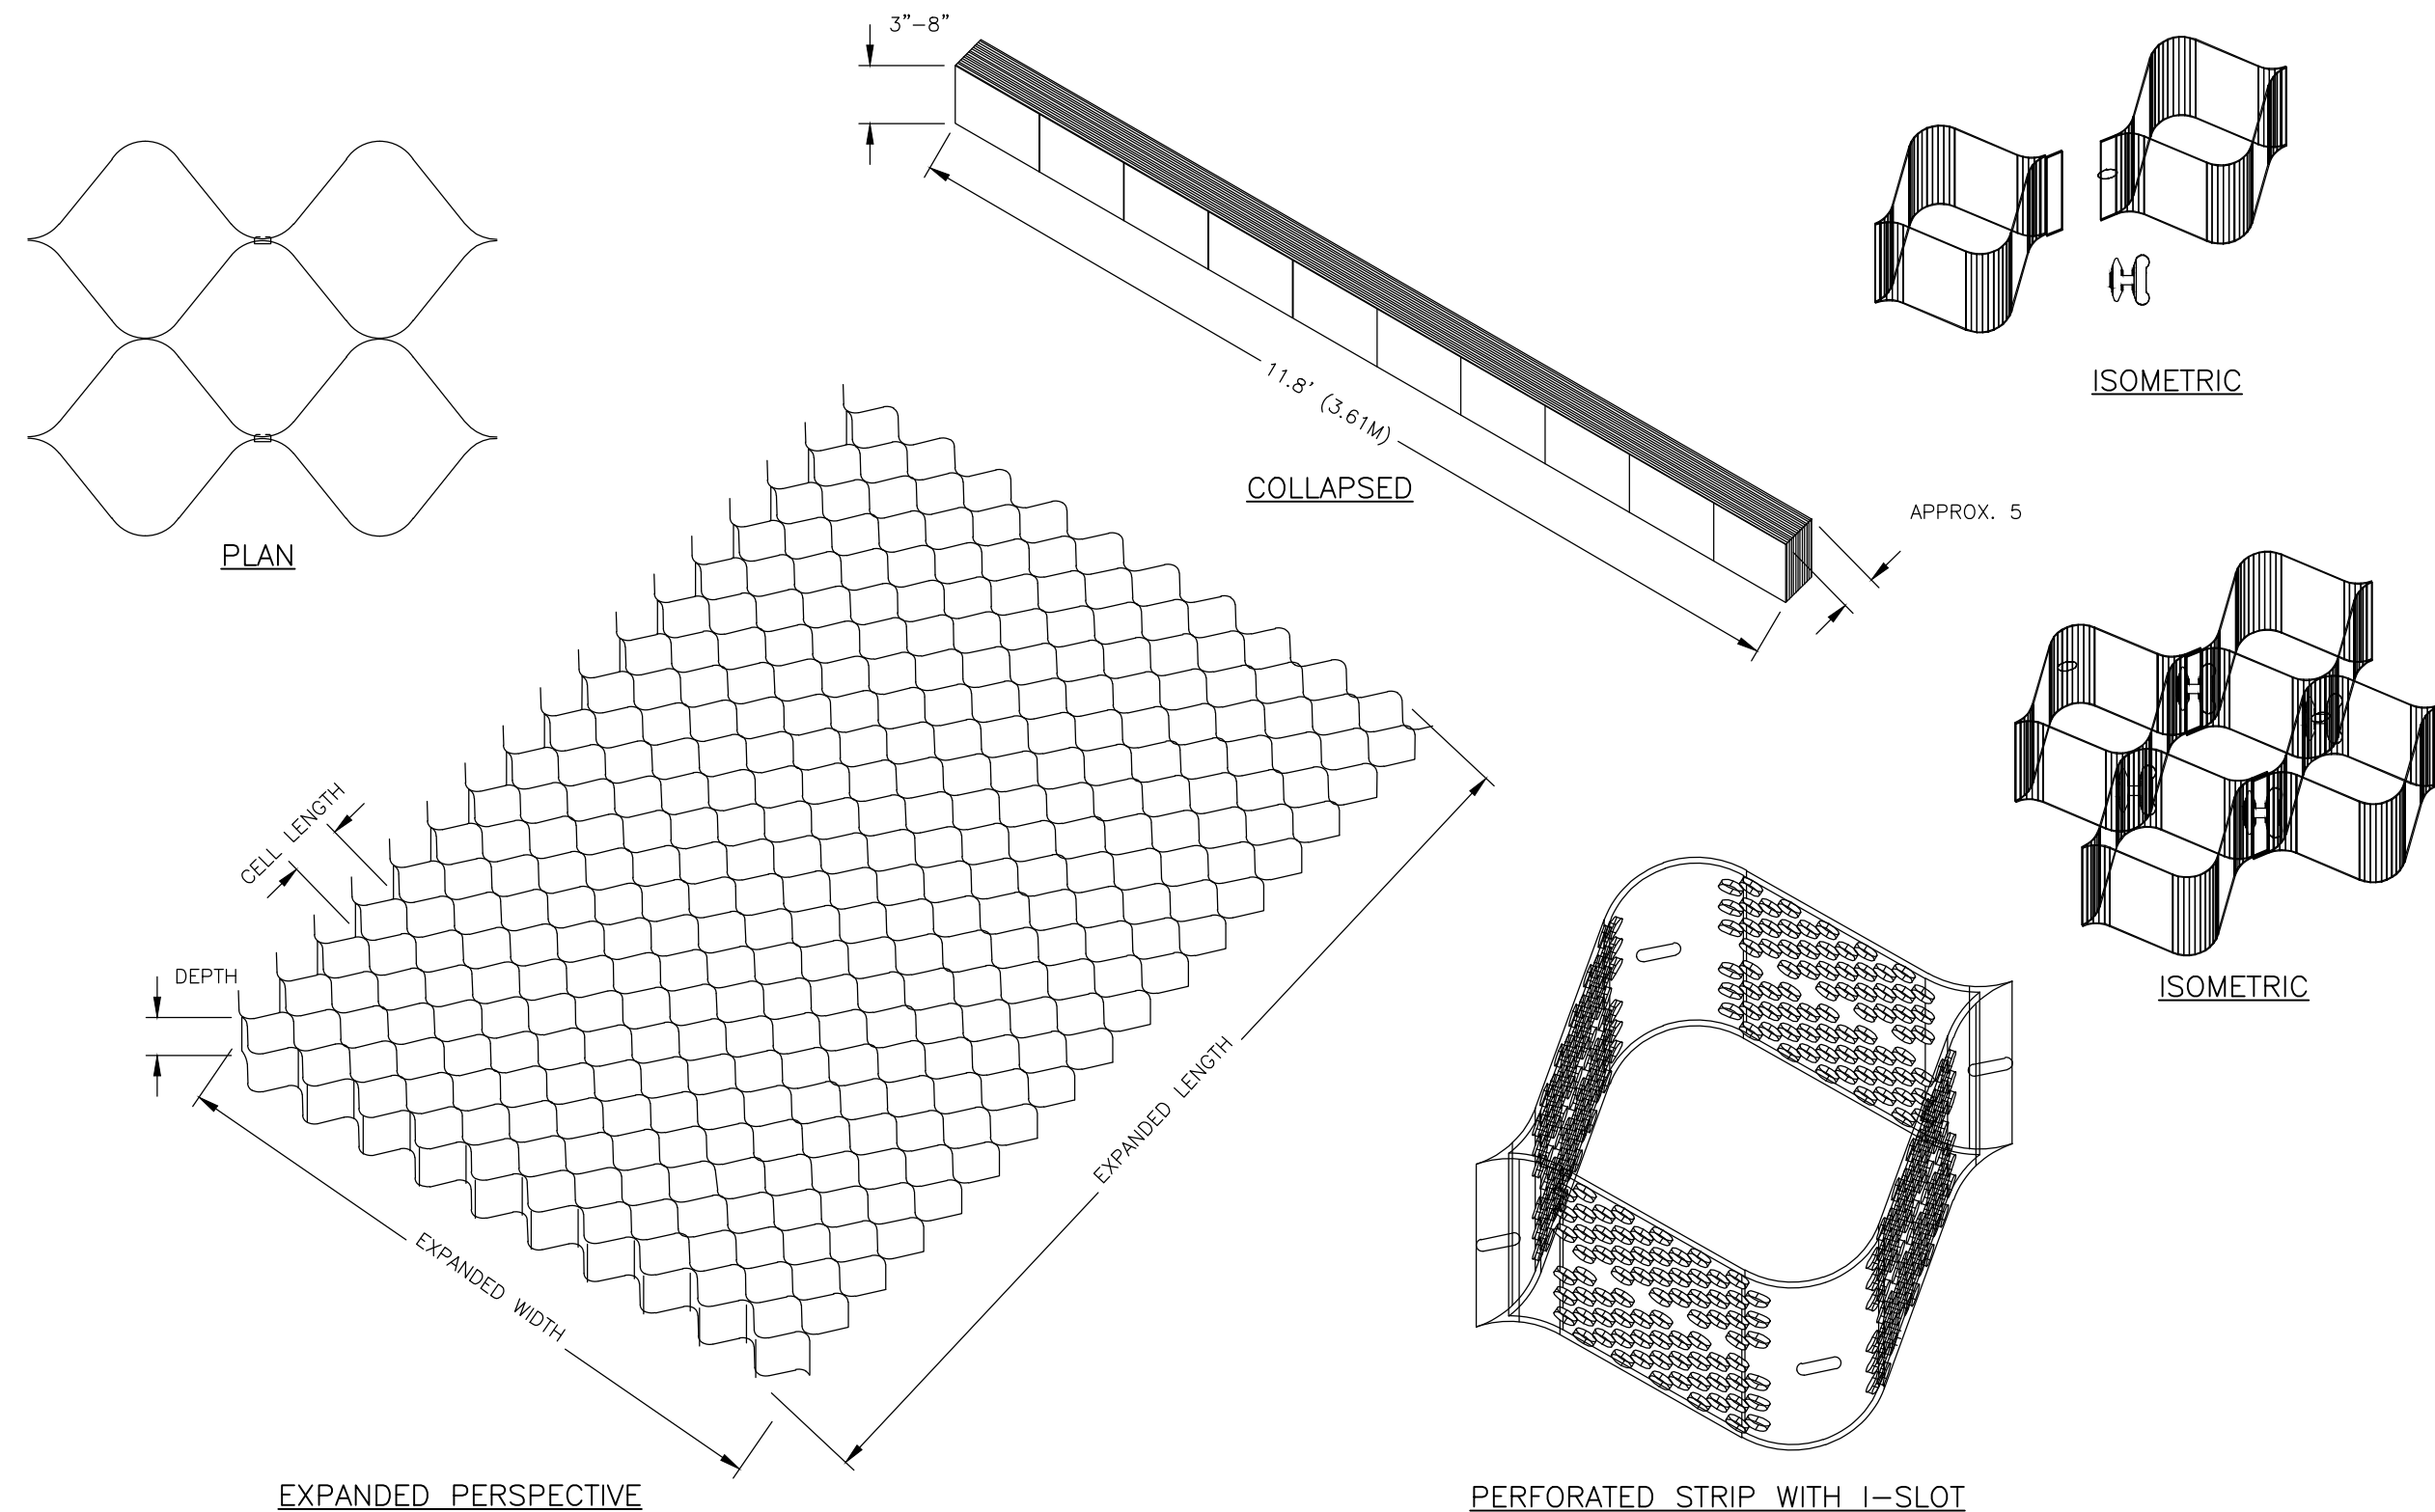 3”–8”
ISOMETRIC
11.8’ (3.61M)
COLLAPSED
APPROX. 5
PLAN
CELL LENGTH
DEPTH
ISOMETRIC
EXPANDED LENGTH
EXPANDED WIDTH
EXPANDED PERSPECTIVE
PERFORATED STRIP WITH I–SLOT